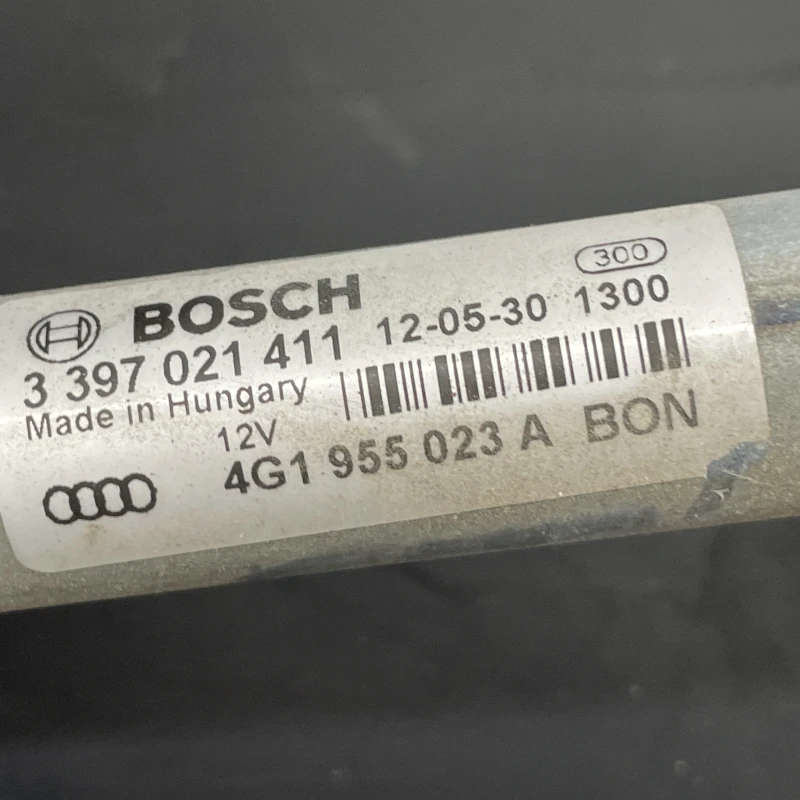 300
BOSCH 12-05-30 1300
3 397 021 411
Made in Hungary
12V
4G1 955 023 A BON